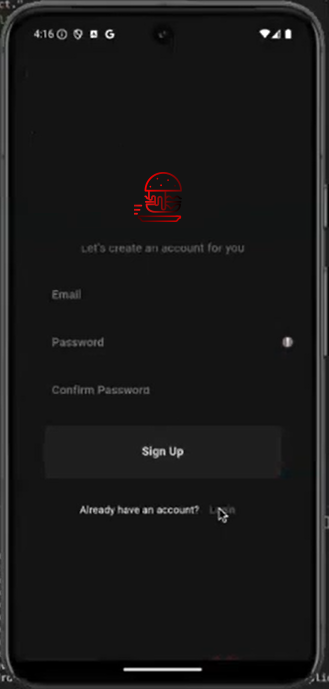 4:16
Let's create an account for you
Email
Password
Confirm Password
Sign Up
Already have an account? Login